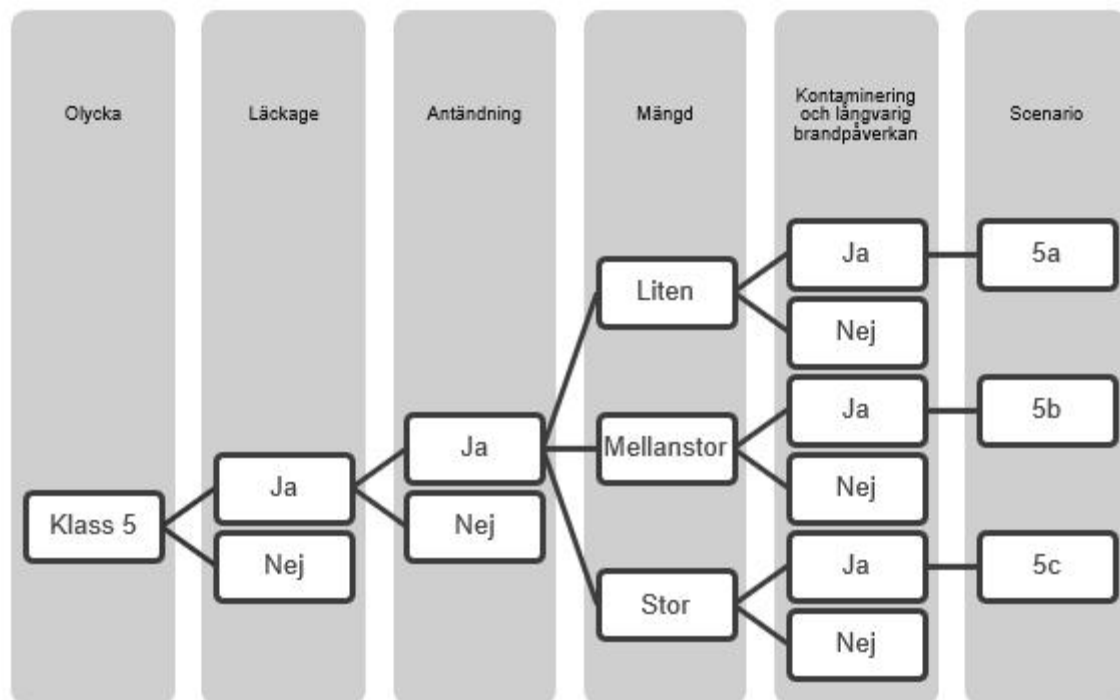 Olycka
Läckage
Antändning
Mängd
Kontaminering
och långvarig
brandpåverkan
Scenario
Klass 5
Ja
Nej
Ja
Nej
Liten
Mellanstor
Stor
Ja
Nej
Ja
Nej
Ja
Nej
5a
5b
5c